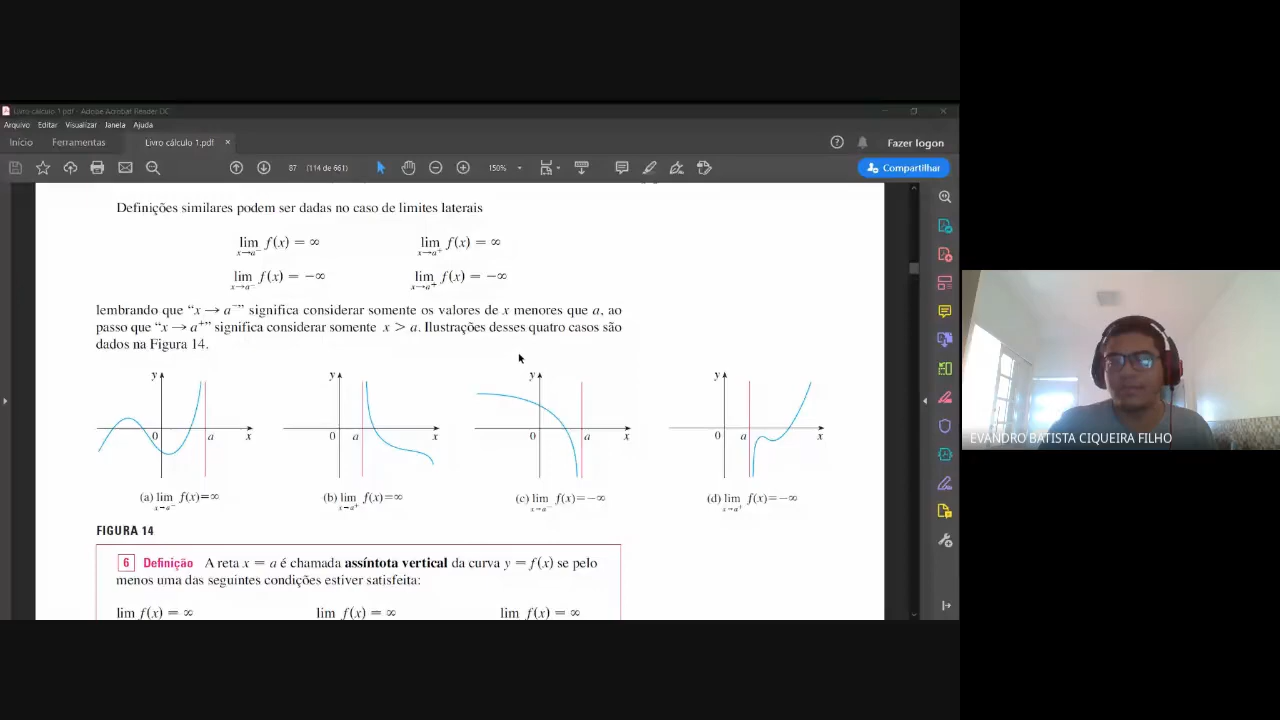 Livro cálculo 1.pdf - Adobe Acrobat Reader DC
Arquivo Editar Visualizar Janela Ajuda
Início Ferramentas Livro cálculo 1.pdf × Fazer logon
87 (114 de 661) 150% Compartilhar
Definições similares podem ser dadas no caso de limites laterais
lim x→a⁻ f(x) = ∞ lim x→a⁺ f(x) = ∞
lim x→a⁻ f(x) = −∞ lim x→a⁺ f(x) = −∞
lembrando que “x → a⁻” significa considerar somente os valores de x menores que a, ao
passo que “x → a⁺” significa considerar somente x > a. Ilustrações desses quatro casos são
dados na Figura 14.
y y y y
0 a x 0 a x 0 a x 0 a x
(a) lim x→a⁻ f(x)=∞ (b) lim x→a⁺ f(x)=∞ (c) lim x→a⁻ f(x)=−∞ (d) lim x→a⁺ f(x)=−∞
FIGURA 14
6 Definição A reta x = a é chamada assíntota vertical da curva y = f(x) se pelo
menos uma das seguintes condições estiver satisfeita:
lim f(x) = ∞ lim f(x) = ∞ lim f(x) = ∞
EVANDRO BATISTA CIQUEIRA FILHO